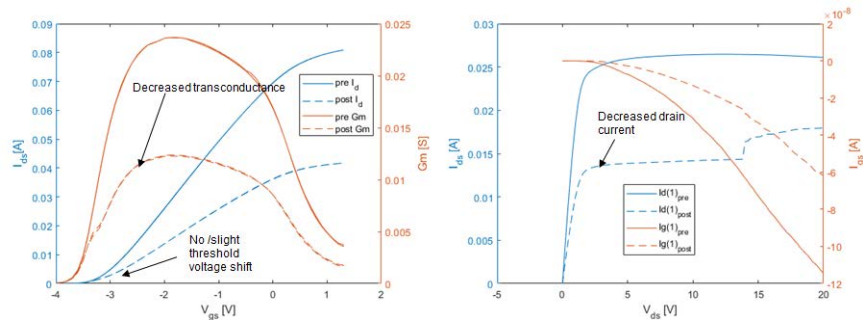 0.09
0.08
0.07
0.06
0.05
0.04
0.03
0.02
0.01
0
I_ds [A]
-4
-3
-2
-1
0
1
2
V_gs [V]
0.025
0.02
0.015
0.01
0.005
0
Gm [S]
Decreased transconductance
pre I_d
post I_d
pre Gm
post Gm
No /slight
threshold
voltage shift
0.03
0.025
0.02
0.015
0.01
0.005
0
I_ds [A]
-5
0
5
10
15
20
V_ds [V]
×10^-8
2
0
-2
-4
-6
-8
-10
-12
I_gs [A]
Decreased drain
current
Id(1)_pre
Id(1)_post
Ig(1)_pre
Ig(1)_post